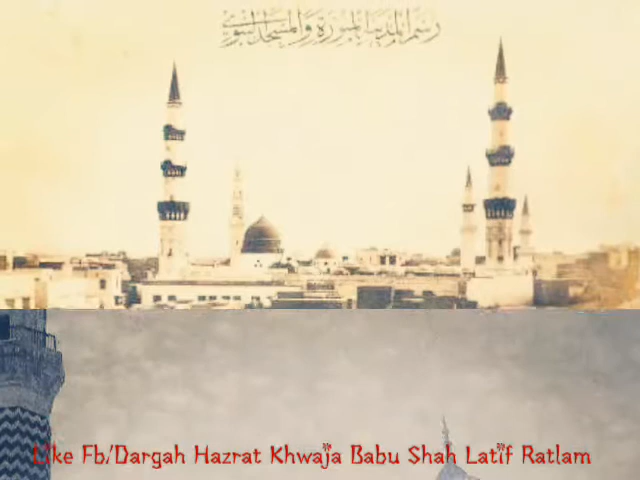 رسم المدينة المنورة والمسجد النبوي
Like Fb/Dargah Hazrat Khwaja Babu Shah Latif Ratlam